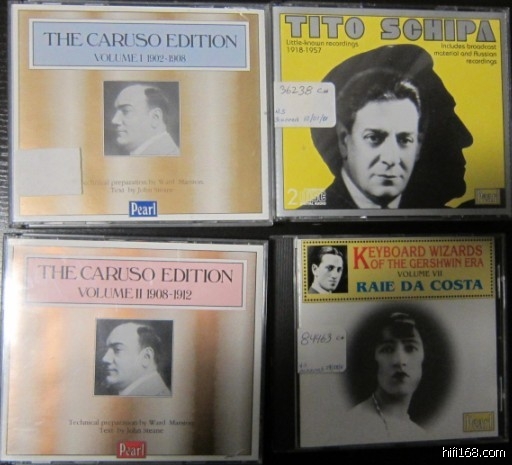 THE CARUSO EDITION
VOLUME I 1902-1908
Technical preparation by Ward Marston
Text by John Steane
Pearl
TITO SCHIPA
Little-known recordings
1918-1957
Includes broadcast
material and Russian
recordings
36238
2
THE CARUSO EDITION
VOLUME II 1908-1912
Technical preparation by Ward Marston
Text by John Steane
Pearl
KEYBOARD WIZARDS
OF THE GERSHWIN ERA
VOLUME VII
RAIE DA COSTA
84463
hifi168.com